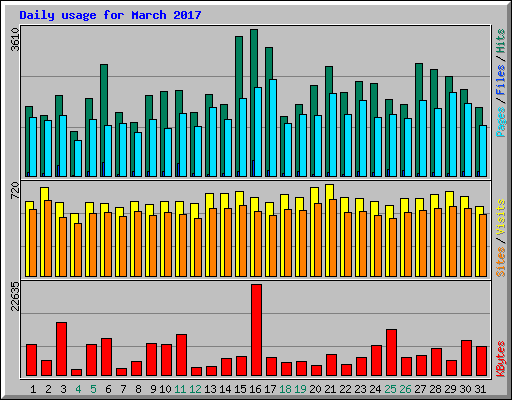 Daily usage for March 2017
3610
Pages / Files / Hits
720
Sites / Visits
22635
KBytes
1 2 3 4 5 6 7 8 9 10 11 12 13 14 15 16 17 18 19 20 21 22 23 24 25 26 27 28 29 30 31